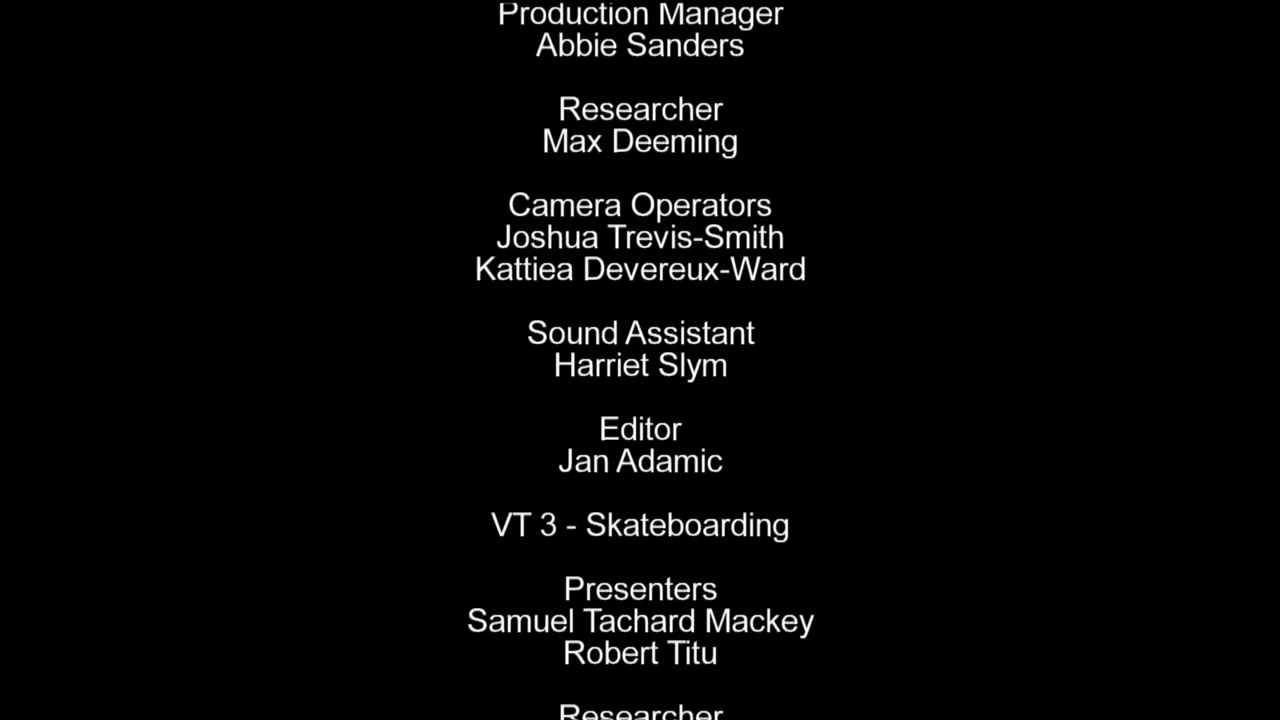 Production Manager
Abbie Sanders
Researcher
Max Deeming
Camera Operators
Joshua Trevis-Smith
Kattiea Devereux-Ward
Sound Assistant
Harriet Slym
Editor
Jan Adamic
VT 3 - Skateboarding
Presenters
Samuel Tachard Mackey
Robert Titu
Researcher